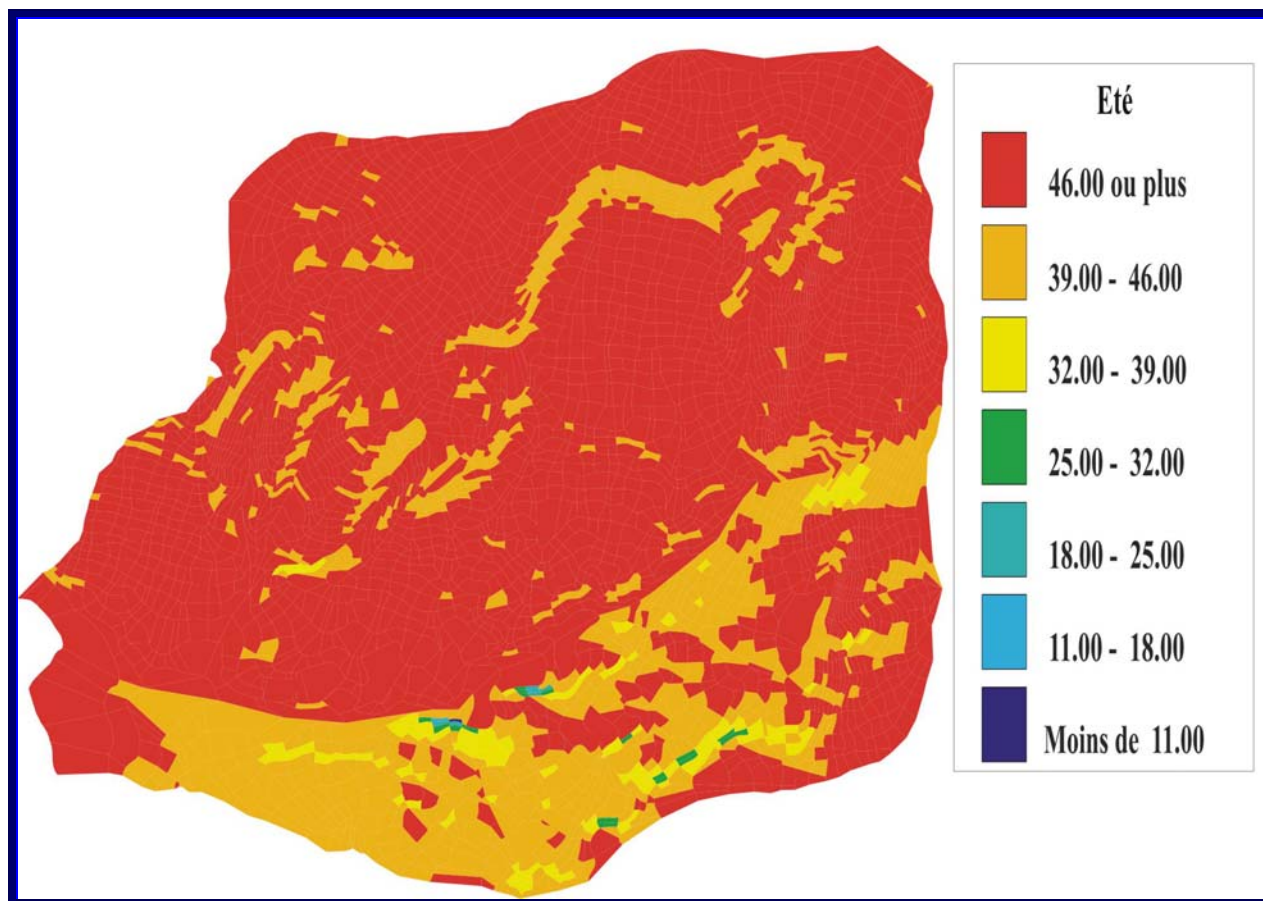 Eté
46.00 ou plus
39.00 - 46.00
32.00 - 39.00
25.00 - 32.00
18.00 - 25.00
11.00 - 18.00
Moins de 11.00